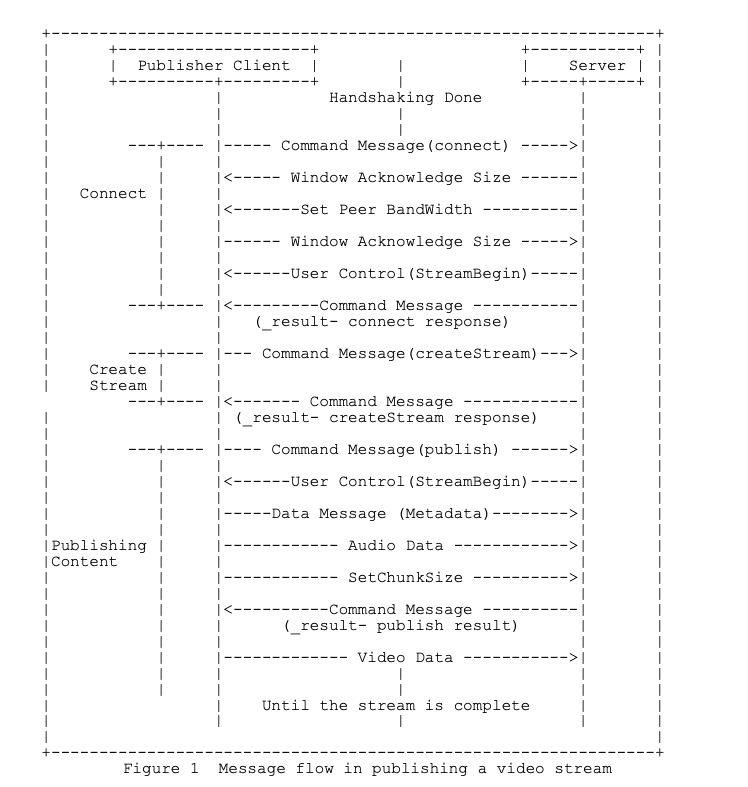 Publisher Client Server
Handshaking Done
Command Message(connect)
Window Acknowledge Size
Connect
Set Peer BandWidth
Window Acknowledge Size
User Control(StreamBegin)
Command Message
(_result- connect response)
Command Message(createStream)
Create
Stream
Command Message
(_result- createStream response)
Command Message(publish)
User Control(StreamBegin)
Data Message (Metadata)
Publishing Audio Data
Content
SetChunkSize
Command Message
(_result- publish result)
Video Data
Until the stream is complete
Figure 1 Message flow in publishing a video stream